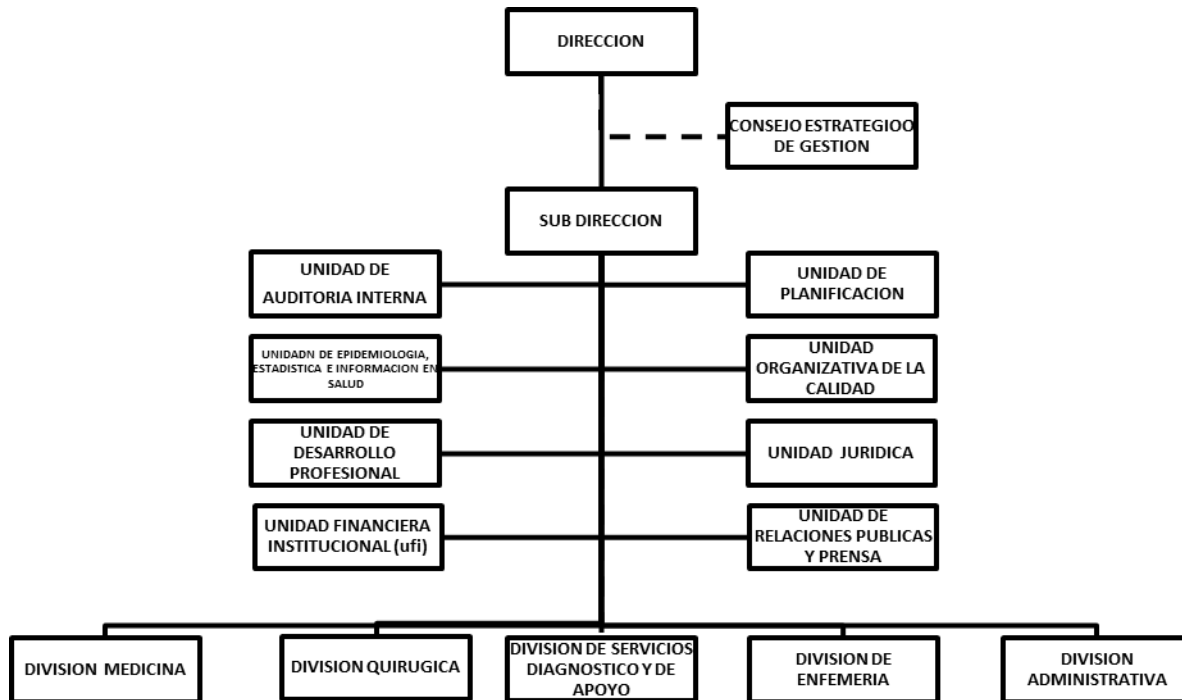 DIRECCION
CONSEJO ESTRATEGIOO
DE GESTION
SUB DIRECCION
UNIDAD DE
AUDITORIA INTERNA
UNIDAD DE
PLANIFICACION
UNIDADN DE EPIDEMIOLOGIA,
ESTADISTICA E INFORMACION EN
SALUD
UNIDAD
ORGANIZATIVA DE LA
CALIDAD
UNIDAD DE
DESARROLLO
PROFESIONAL
UNIDAD JURIDICA
UNIDAD FINANCIERA
INSTITUCIONAL (ufi)
UNIDAD DE
RELACIONES PUBLICAS
Y PRENSA
DIVISION MEDICINA
DIVISION QUIRUGICA
DIVISION DE SERVICIOS
DIAGNOSTICO Y DE
APOYO
DIVISION DE
ENFEMERIA
DIVISION
ADMINISTRATIVA